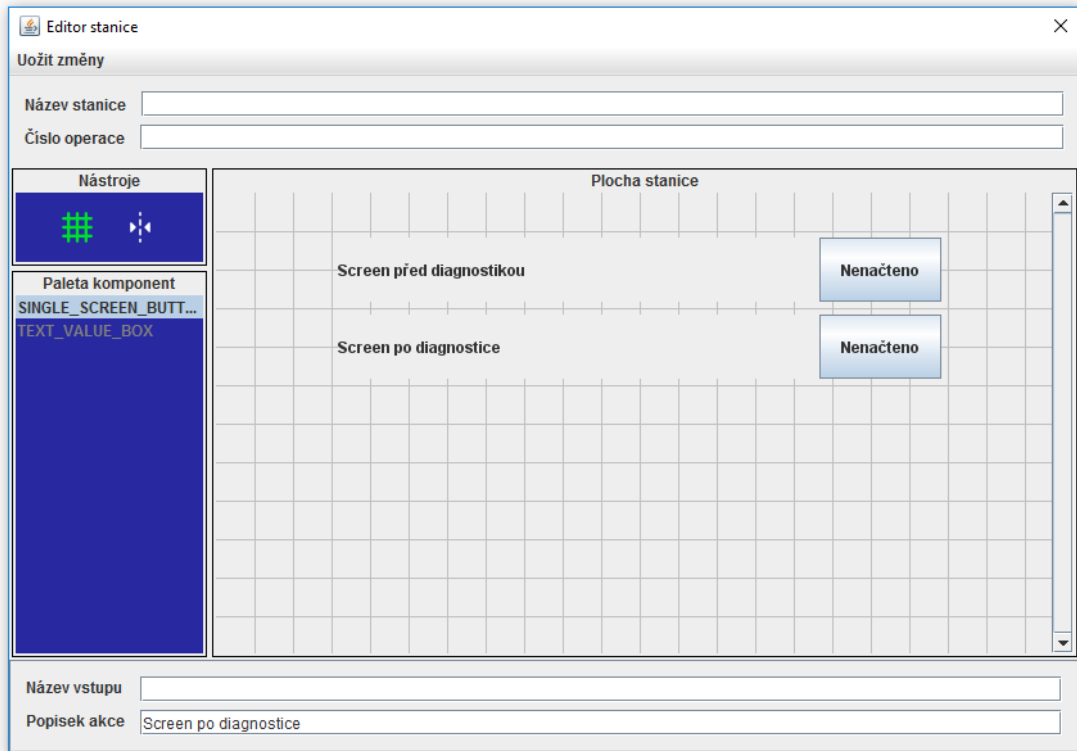 Editor stanice
Uožit změny
Název stanice
Číslo operace
Nástroje
Plocha stanice
Screen před diagnostikou Nenačteno
Paleta komponent
SINGLE_SCREEN_BUTT...
TEXT_VALUE_BOX
Screen po diagnostice Nenačteno
Název vstupu
Popisek akce Screen po diagnostice